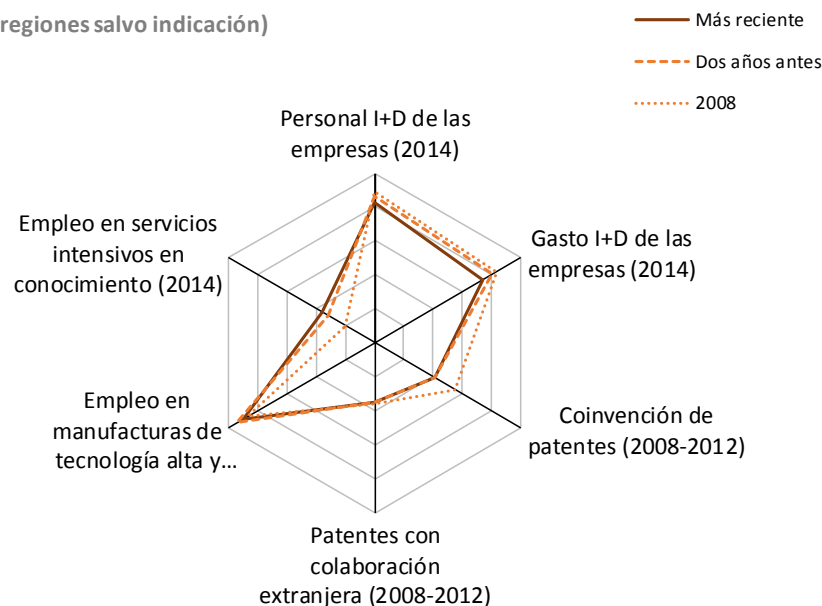 regiones salvo indicación)
Más reciente
Dos años antes
2008
Personal I+D de las
empresas (2014)
Gasto I+D de las
empresas (2014)
Coinvención de
patentes (2008-2012)
Patentes con
colaboración
extranjera (2008-2012)
Empleo en
manufacturas de
tecnología alta y...
Empleo en servicios
intensivos en
conocimiento (2014)